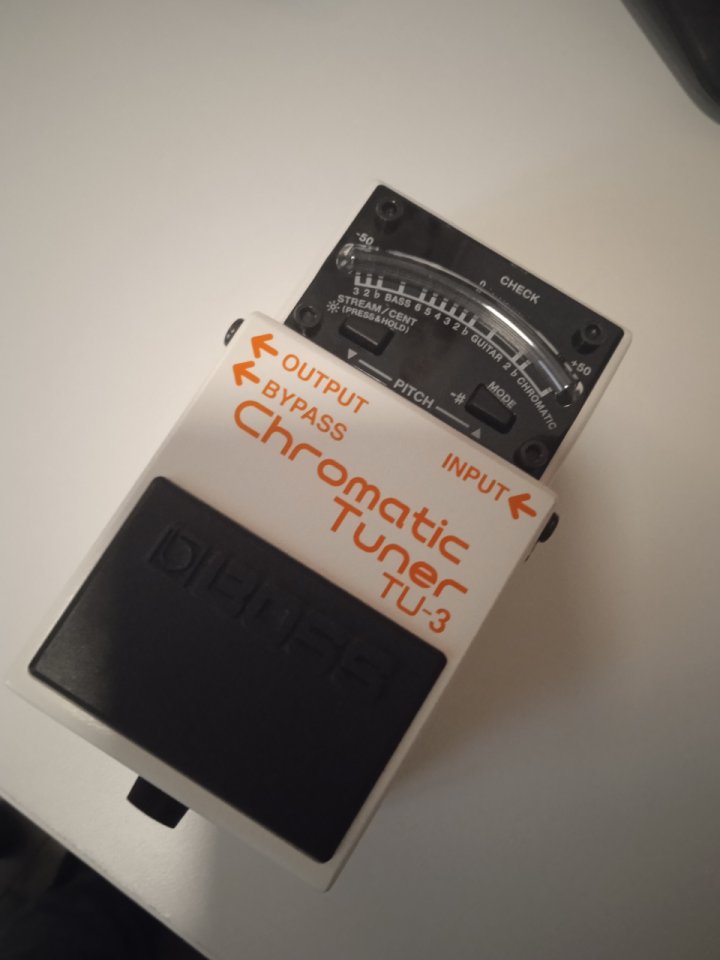 CHECK
-50 0 +50
3 2 b BASS 6 5 4 3 2 b GUITAR 2 b CHROMATIC
STREAM/CENT
(PRESS&HOLD)
MODE
PITCH
-#
OUTPUT
BYPASS
INPUT
Chromatic
Tuner
TU-3
BOSS